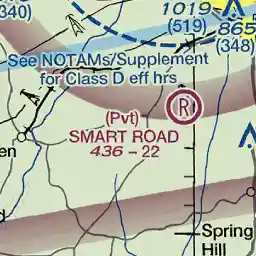 (340)
1019
(519)
865
(348)
See NOTAMs/Supplement
for Class D eff hrs
R
(Pvt)
SMART ROAD
436 - 22
en
d
Spring
Hill